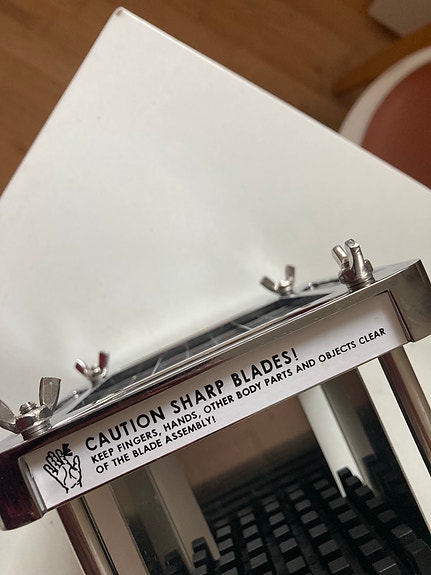 CAUTION SHARP BLADES!
KEEP FINGERS, HANDS, OTHER BODY PARTS AND OBJECTS CLEAR
OF THE BLADE ASSEMBLY!